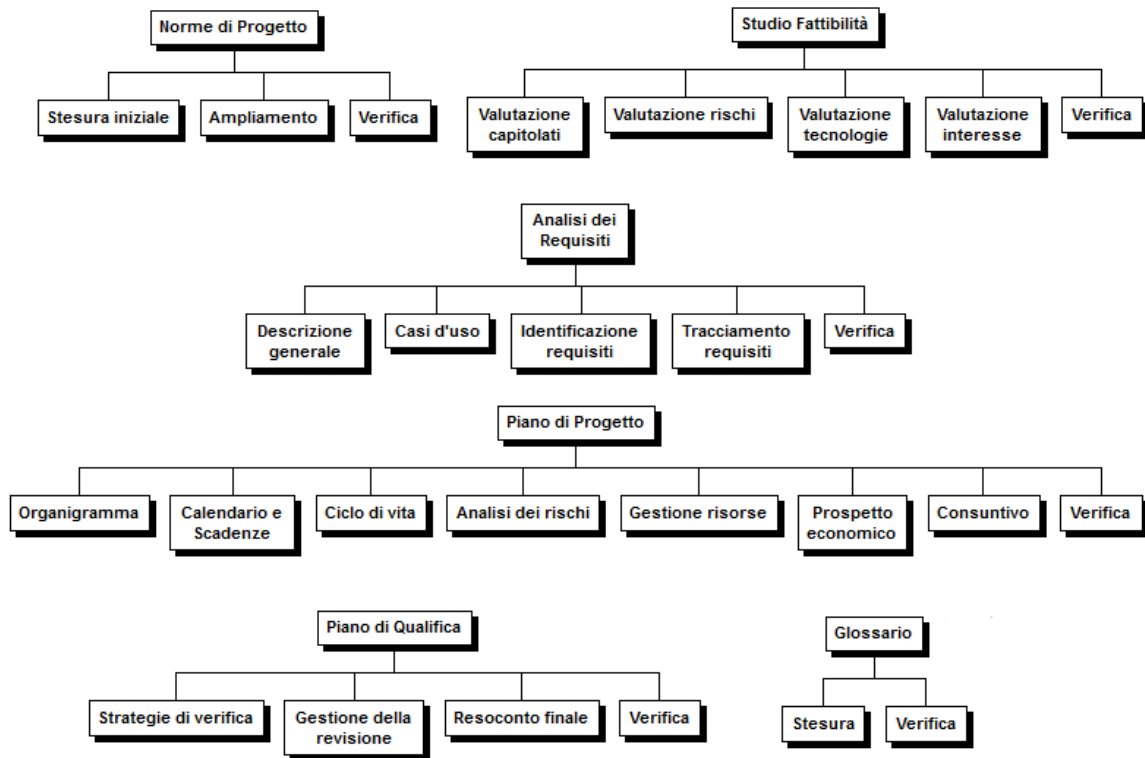 Norme di Progetto
Studio Fattibilità
Stesura iniziale
Ampliamento
Verifica
Valutazione
capitolati
Valutazione rischi
Valutazione
tecnologie
Valutazione
interesse
Verifica
Analisi dei
Requisiti
Descrizione
generale
Casi d'uso
Identificazione
requisiti
Tracciamento
requisiti
Verifica
Piano di Progetto
Organigramma
Calendario e
Scadenze
Ciclo di vita
Analisi dei rischi
Gestione risorse
Prospetto
economico
Consuntivo
Verifica
Piano di Qualifica
Glossario
Strategie di verifica
Gestione della
revisione
Resoconto finale
Verifica
Stesura
Verifica